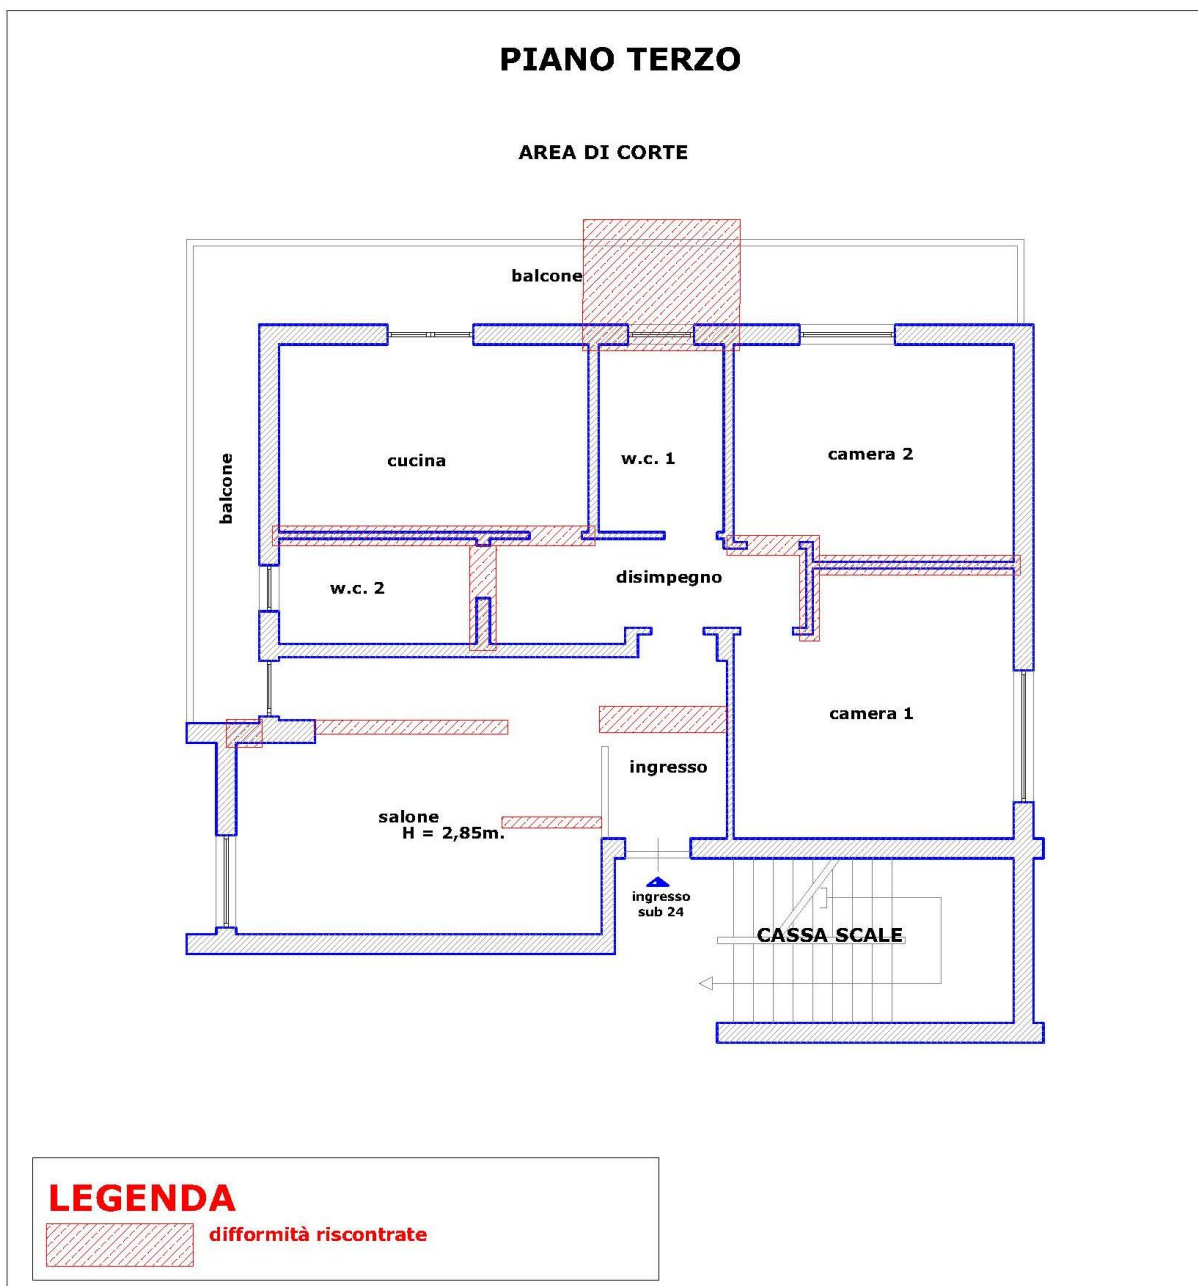 PIANO TERZO
AREA DI CORTE
balcone
balcone
cucina
w.c. 1
camera 2
w.c. 2
disimpegno
camera 1
ingresso
salone
H = 2,85m.
ingresso
sub 24
CASSA SCALE
LEGENDA
difformità riscontrate